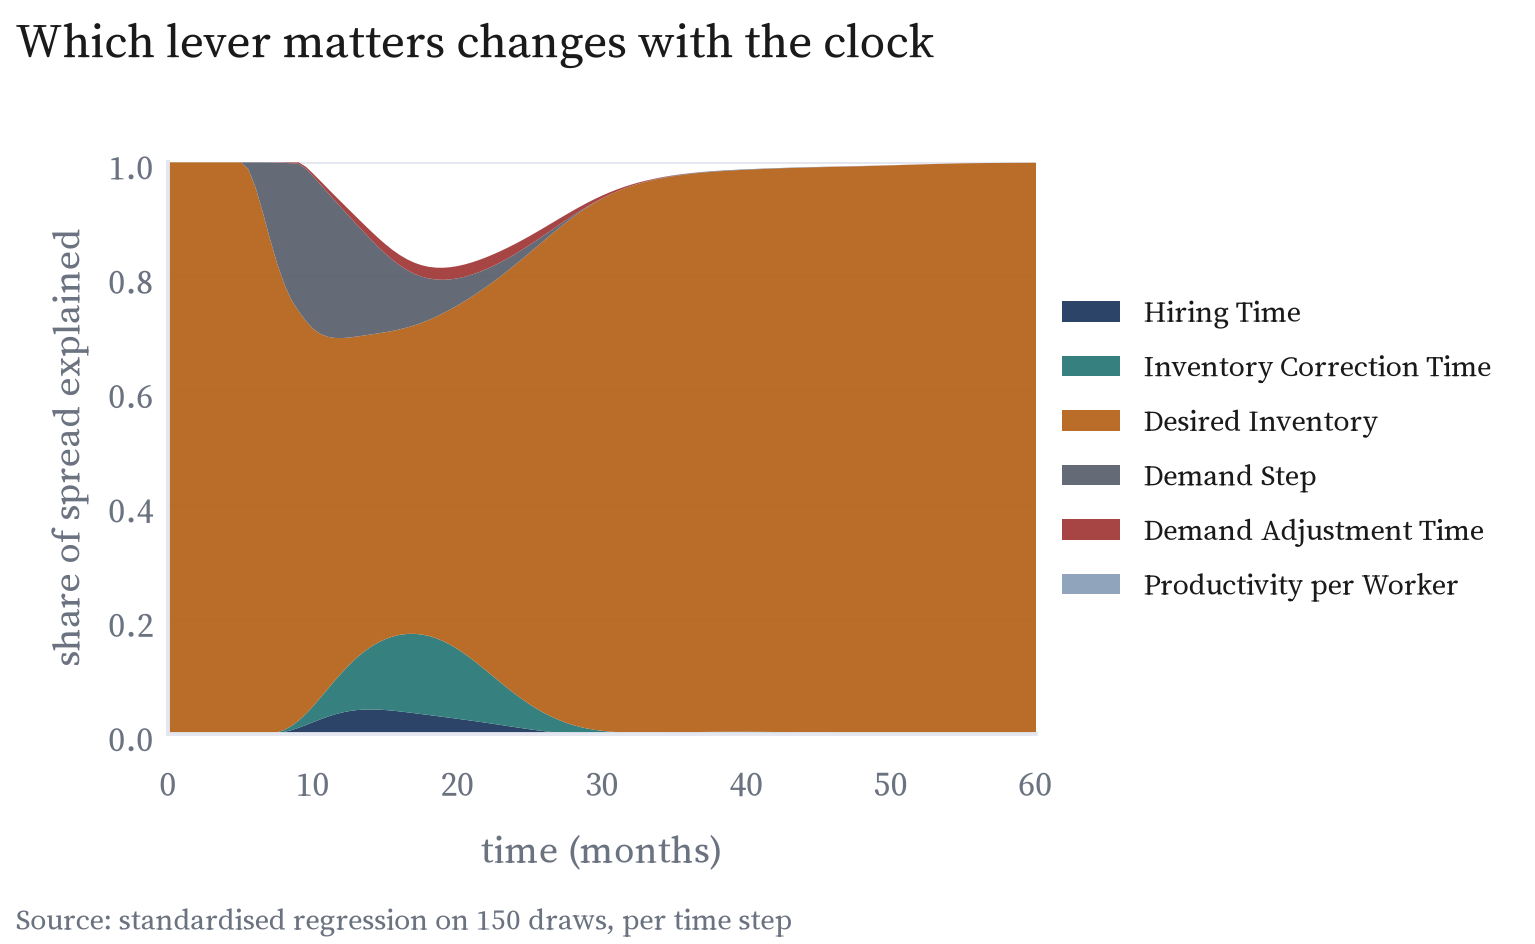 Which lever matters changes with the clock
share of spread explained
1.0
0.8
0.6
0.4
0.2
0.0
0 10 20 30 40 50 60
time (months)
Hiring Time
Inventory Correction Time
Desired Inventory
Demand Step
Demand Adjustment Time
Productivity per Worker
Source: standardised regression on 150 draws, per time step